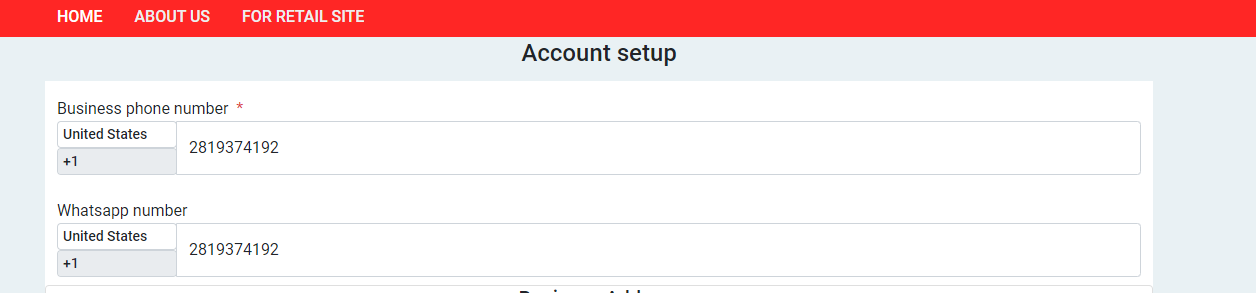 HOME ABOUT US FOR RETAIL SITE
Account setup
Business phone number *
United States
+1
2819374192
Whatsapp number
United States
+1
2819374192